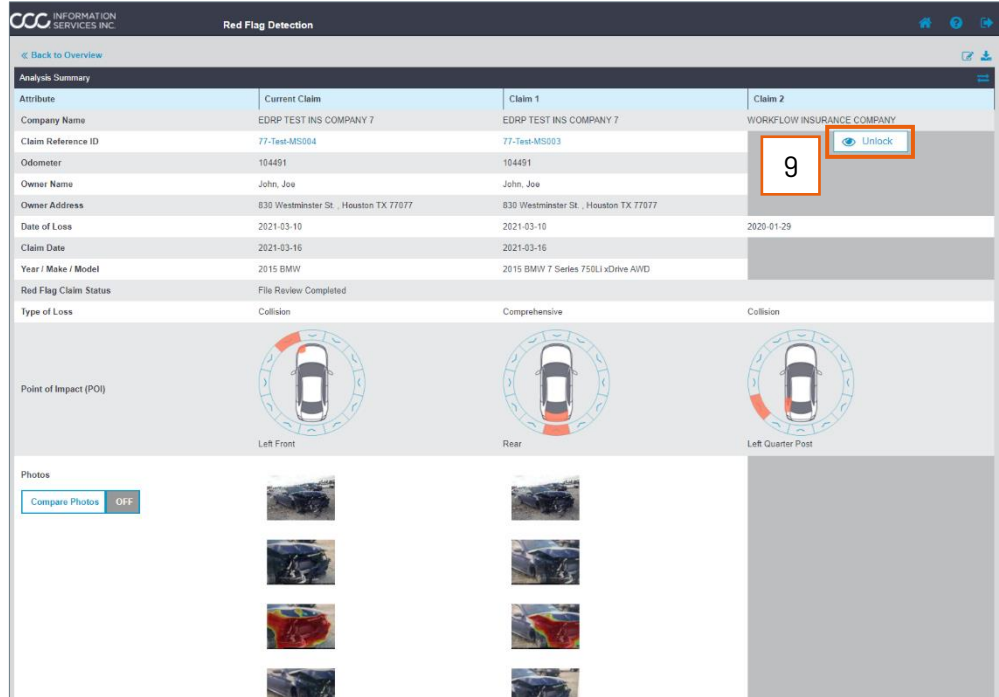 CCC INFORMATION SERVICES INC.
Red Flag Detection
« Back to Overview
Analysis Summary
Attribute Current Claim Claim 1 Claim 2
Company Name EDRP TEST INS COMPANY 7 EDRP TEST INS COMPANY 7 WORKFLOW INSURANCE COMPANY
Claim Reference ID 77-Test-MS004 77-Test-MS003 Unlock
9
Odometer 104491 104491
Owner Name John, Joe John, Joe
Owner Address 830 Westminster St. , Houston TX 77077 830 Westminster St. , Houston TX 77077
Date of Loss 2021-03-10 2021-03-10 2020-01-29
Claim Date 2021-03-16 2021-03-16
Year / Make / Model 2015 BMW 2015 BMW 7 Series 750Li xDrive AWD
Red Flag Claim Status File Review Completed
Type of Loss Collision Comprehensive Collision
Point of Impact (POI)
Left Front Rear Left Quarter Post
Photos
Compare Photos OFF